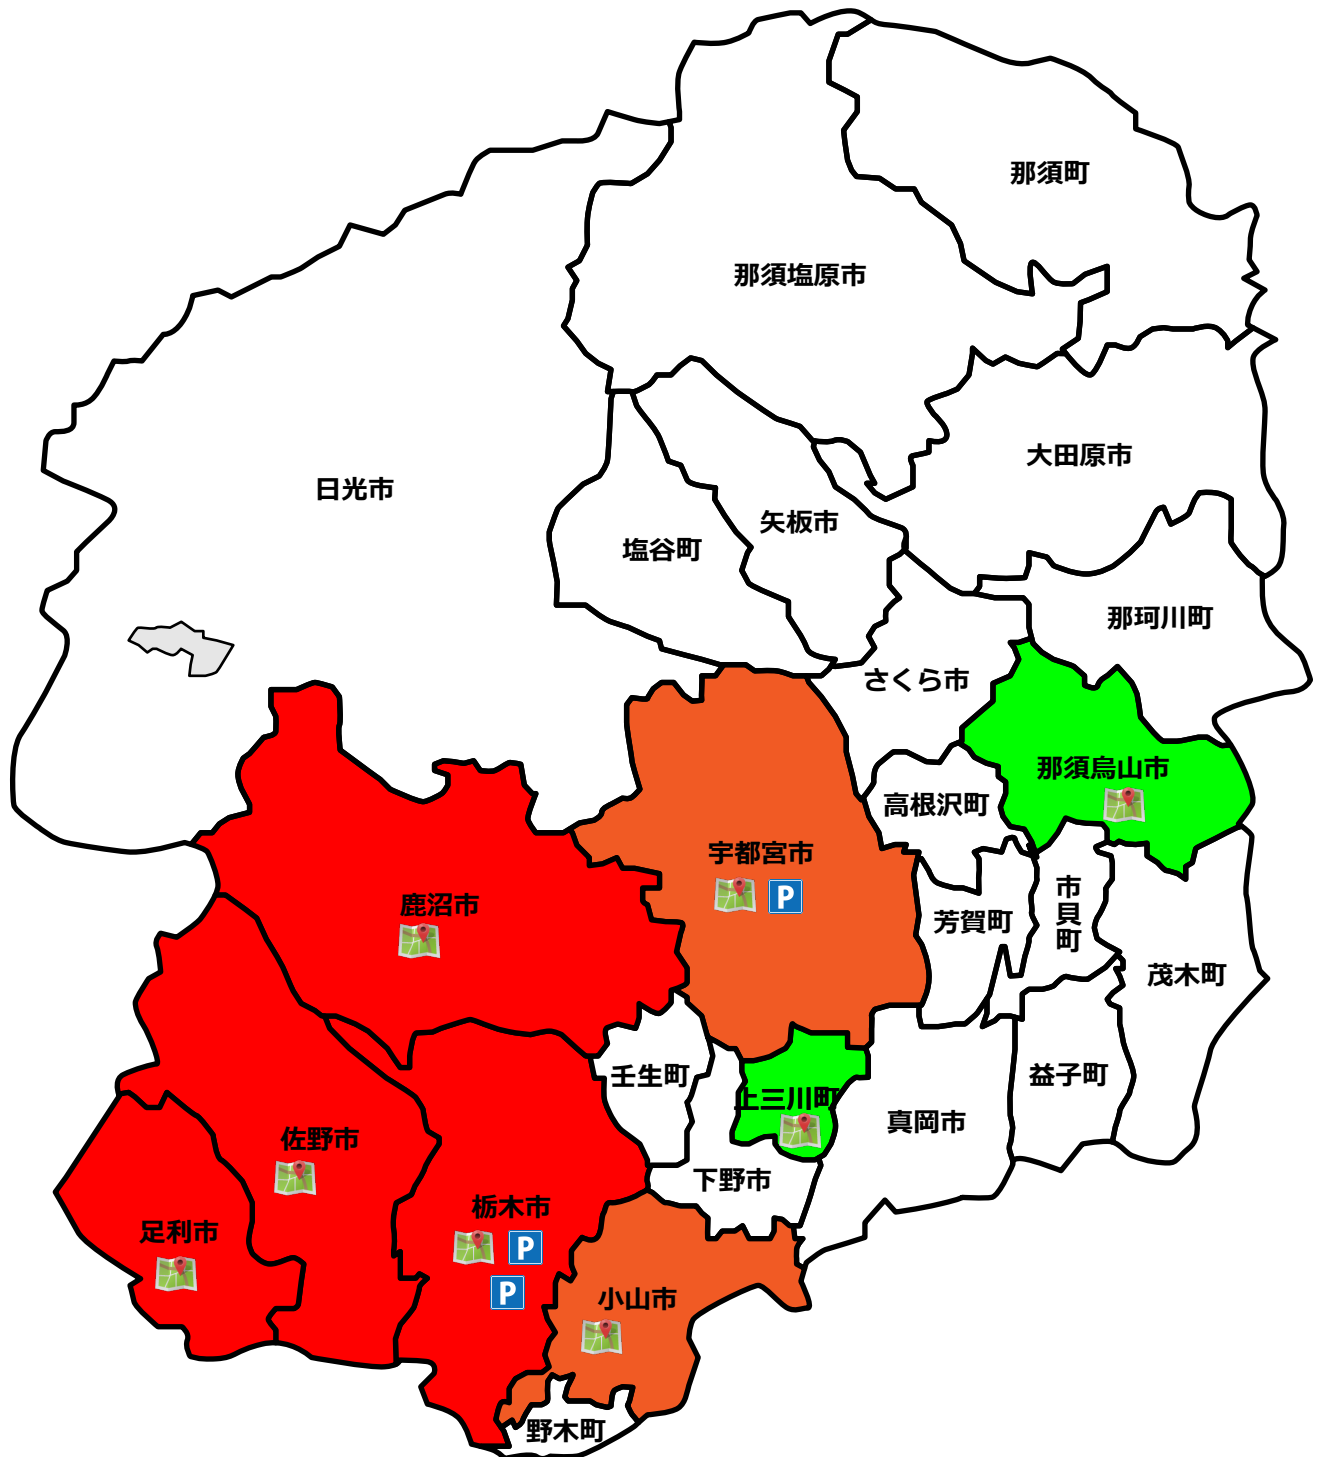 那須町
那須塩原市
大田原市
日光市
矢板市
塩谷町
那珂川町
さくら市
那須烏山市
高根沢町
宇都宮市
P
鹿沼市
芳賀町
市貝町
茂木町
益子町
壬生町
上三川町
真岡市
佐野市
下野市
栃木市
P
P
足利市
小山市
野木町